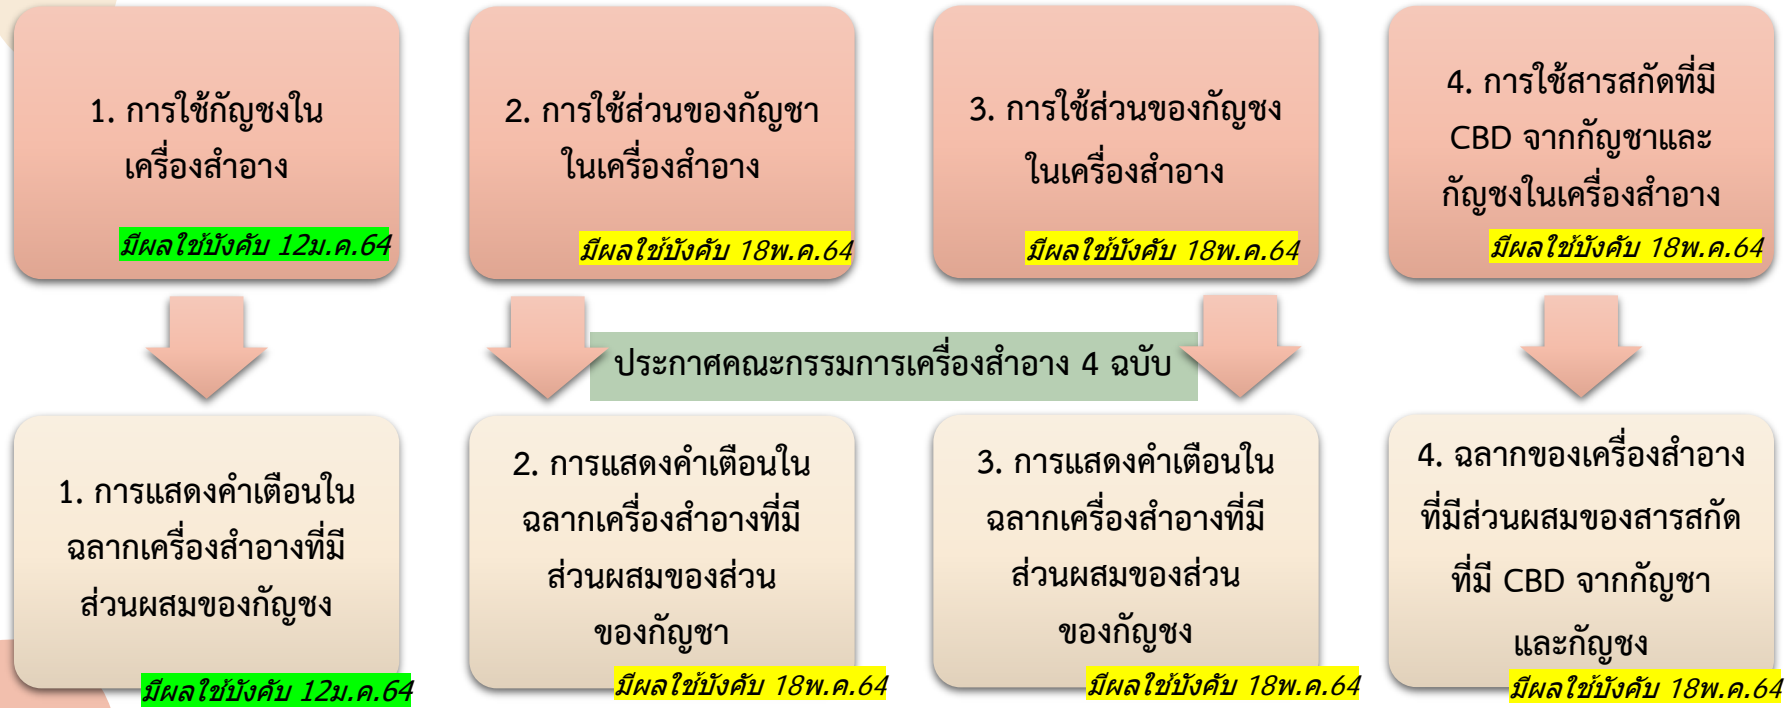 1. การใช้กัญชงใน
เครื่องสำอาง
มีผลใช้บังคับ 12ม.ค.64
2. การใช้ส่วนของกัญชา
ในเครื่องสำอาง
มีผลใช้บังคับ 18พ.ค.64
3. การใช้ส่วนของกัญชง
ในเครื่องสำอาง
มีผลใช้บังคับ 18พ.ค.64
4. การใช้สารสกัดที่มี
CBD จากกัญชาและ
กัญชงในเครื่องสำอาง
มีผลใช้บังคับ 18พ.ค.64
ประกาศคณะกรรมการเครื่องสำอาง 4 ฉบับ
1. การแสดงคำเตือนใน
ฉลากเครื่องสำอางที่มี
ส่วนผสมของกัญชง
มีผลใช้บังคับ 12ม.ค.64
2. การแสดงคำเตือนใน
ฉลากเครื่องสำอางที่มี
ส่วนผสมของส่วน
ของกัญชา
มีผลใช้บังคับ 18พ.ค.64
3. การแสดงคำเตือนใน
ฉลากเครื่องสำอางที่มี
ส่วนผสมของส่วน
ของกัญชง
มีผลใช้บังคับ 18พ.ค.64
4. ฉลากของเครื่องสำอาง
ที่มีส่วนผสมของสารสกัด
ที่มี CBD จากกัญชา
และกัญชง
มีผลใช้บังคับ 18พ.ค.64